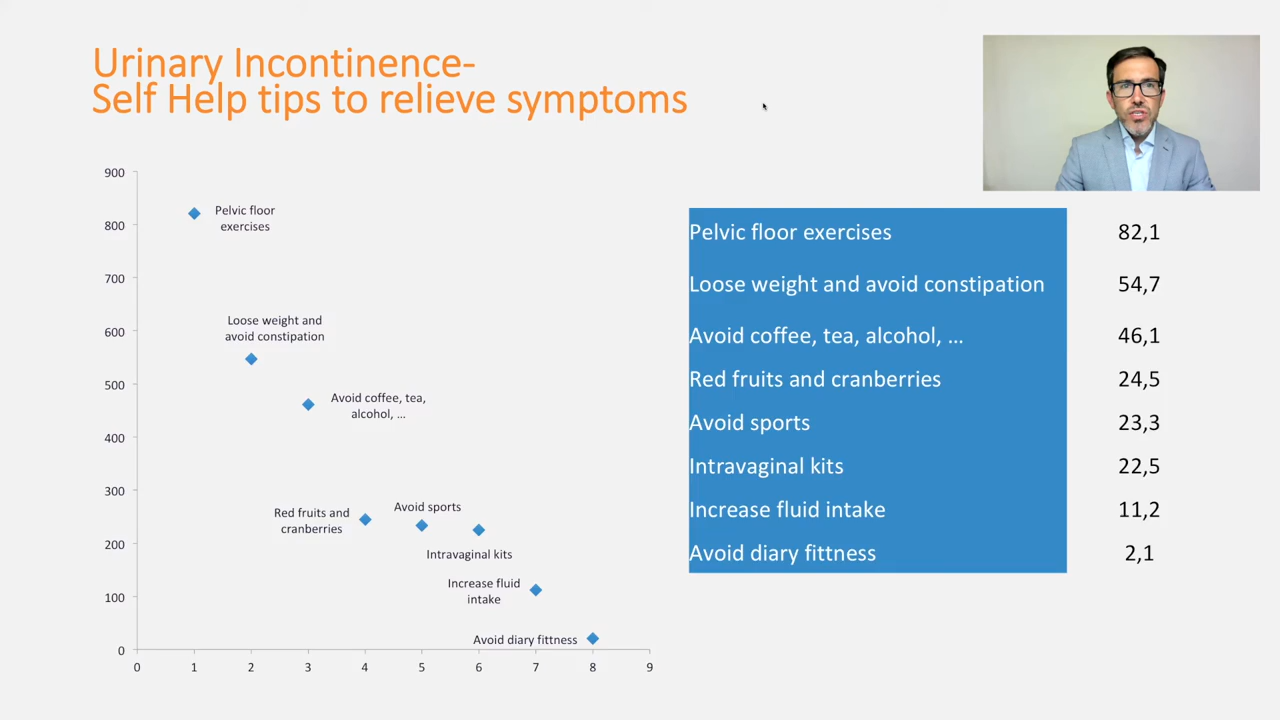 Urinary Incontinence-
Self Help tips to relieve symptoms
900
800
700
600
500
400
300
200
100
0
0 1 2 3 4 5 6 7 8 9
Pelvic floor
exercises
Loose weight and
avoid constipation
Avoid coffee, tea,
alcohol, ...
Red fruits and
cranberries
Avoid sports
Intravaginal kits
Increase fluid
intake
Avoid diary fittness
Pelvic floor exercises 82,1
Loose weight and avoid constipation 54,7
Avoid coffee, tea, alcohol, ... 46,1
Red fruits and cranberries 24,5
Avoid sports 23,3
Intravaginal kits 22,5
Increase fluid intake 11,2
Avoid diary fittness 2,1